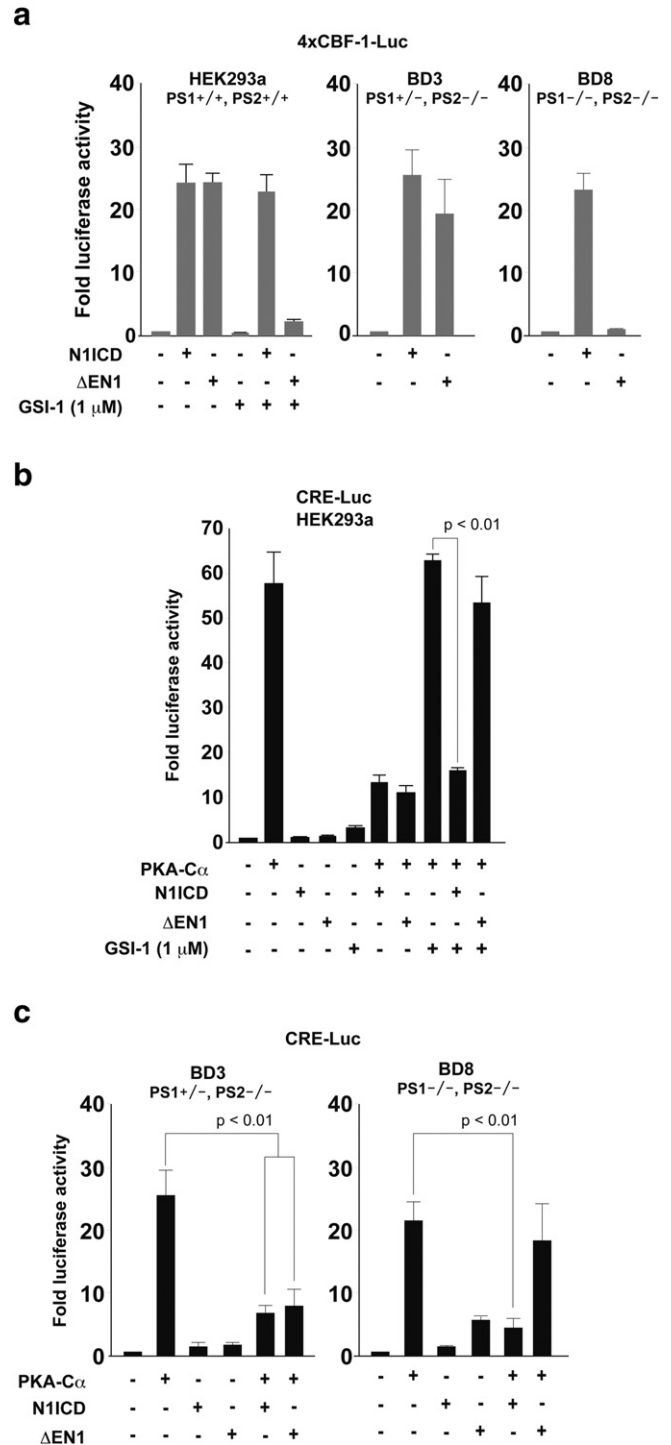 a
4xCBF-1-Luc
HEK293a
PS1+/+, PS2+/+
BD3
PS1+/−, PS2−/−
BD8
PS1−/−, PS2−/−
Fold luciferase activity
40
30
20
10
0
40
30
20
10
0
40
30
20
10
0
N1ICD - + - - + - - + - - + -
ΔEN1 - - + - - + - - + - - +
GSI-1 (1 μM) - - - + + +
b
CRE-Luc
HEK293a
p < 0.01
Fold luciferase activity
70
60
50
40
30
20
10
0
PKA-Cα - + - - - + + + + +
N1ICD - - + - - + - - + -
ΔEN1 - - - + - - + - - +
GSI-1 (1 μM) - - - - + - - + + +
c
CRE-Luc
BD3
PS1+/−, PS2−/−
BD8
PS1−/−, PS2−/−
p < 0.01
p < 0.01
Fold luciferase activity
40
30
20
10
0
40
30
20
10
0
PKA-Cα - + - - + + - + - - + +
N1ICD - - + - + - - - + - + -
ΔEN1 - - - + - + - - - + - +